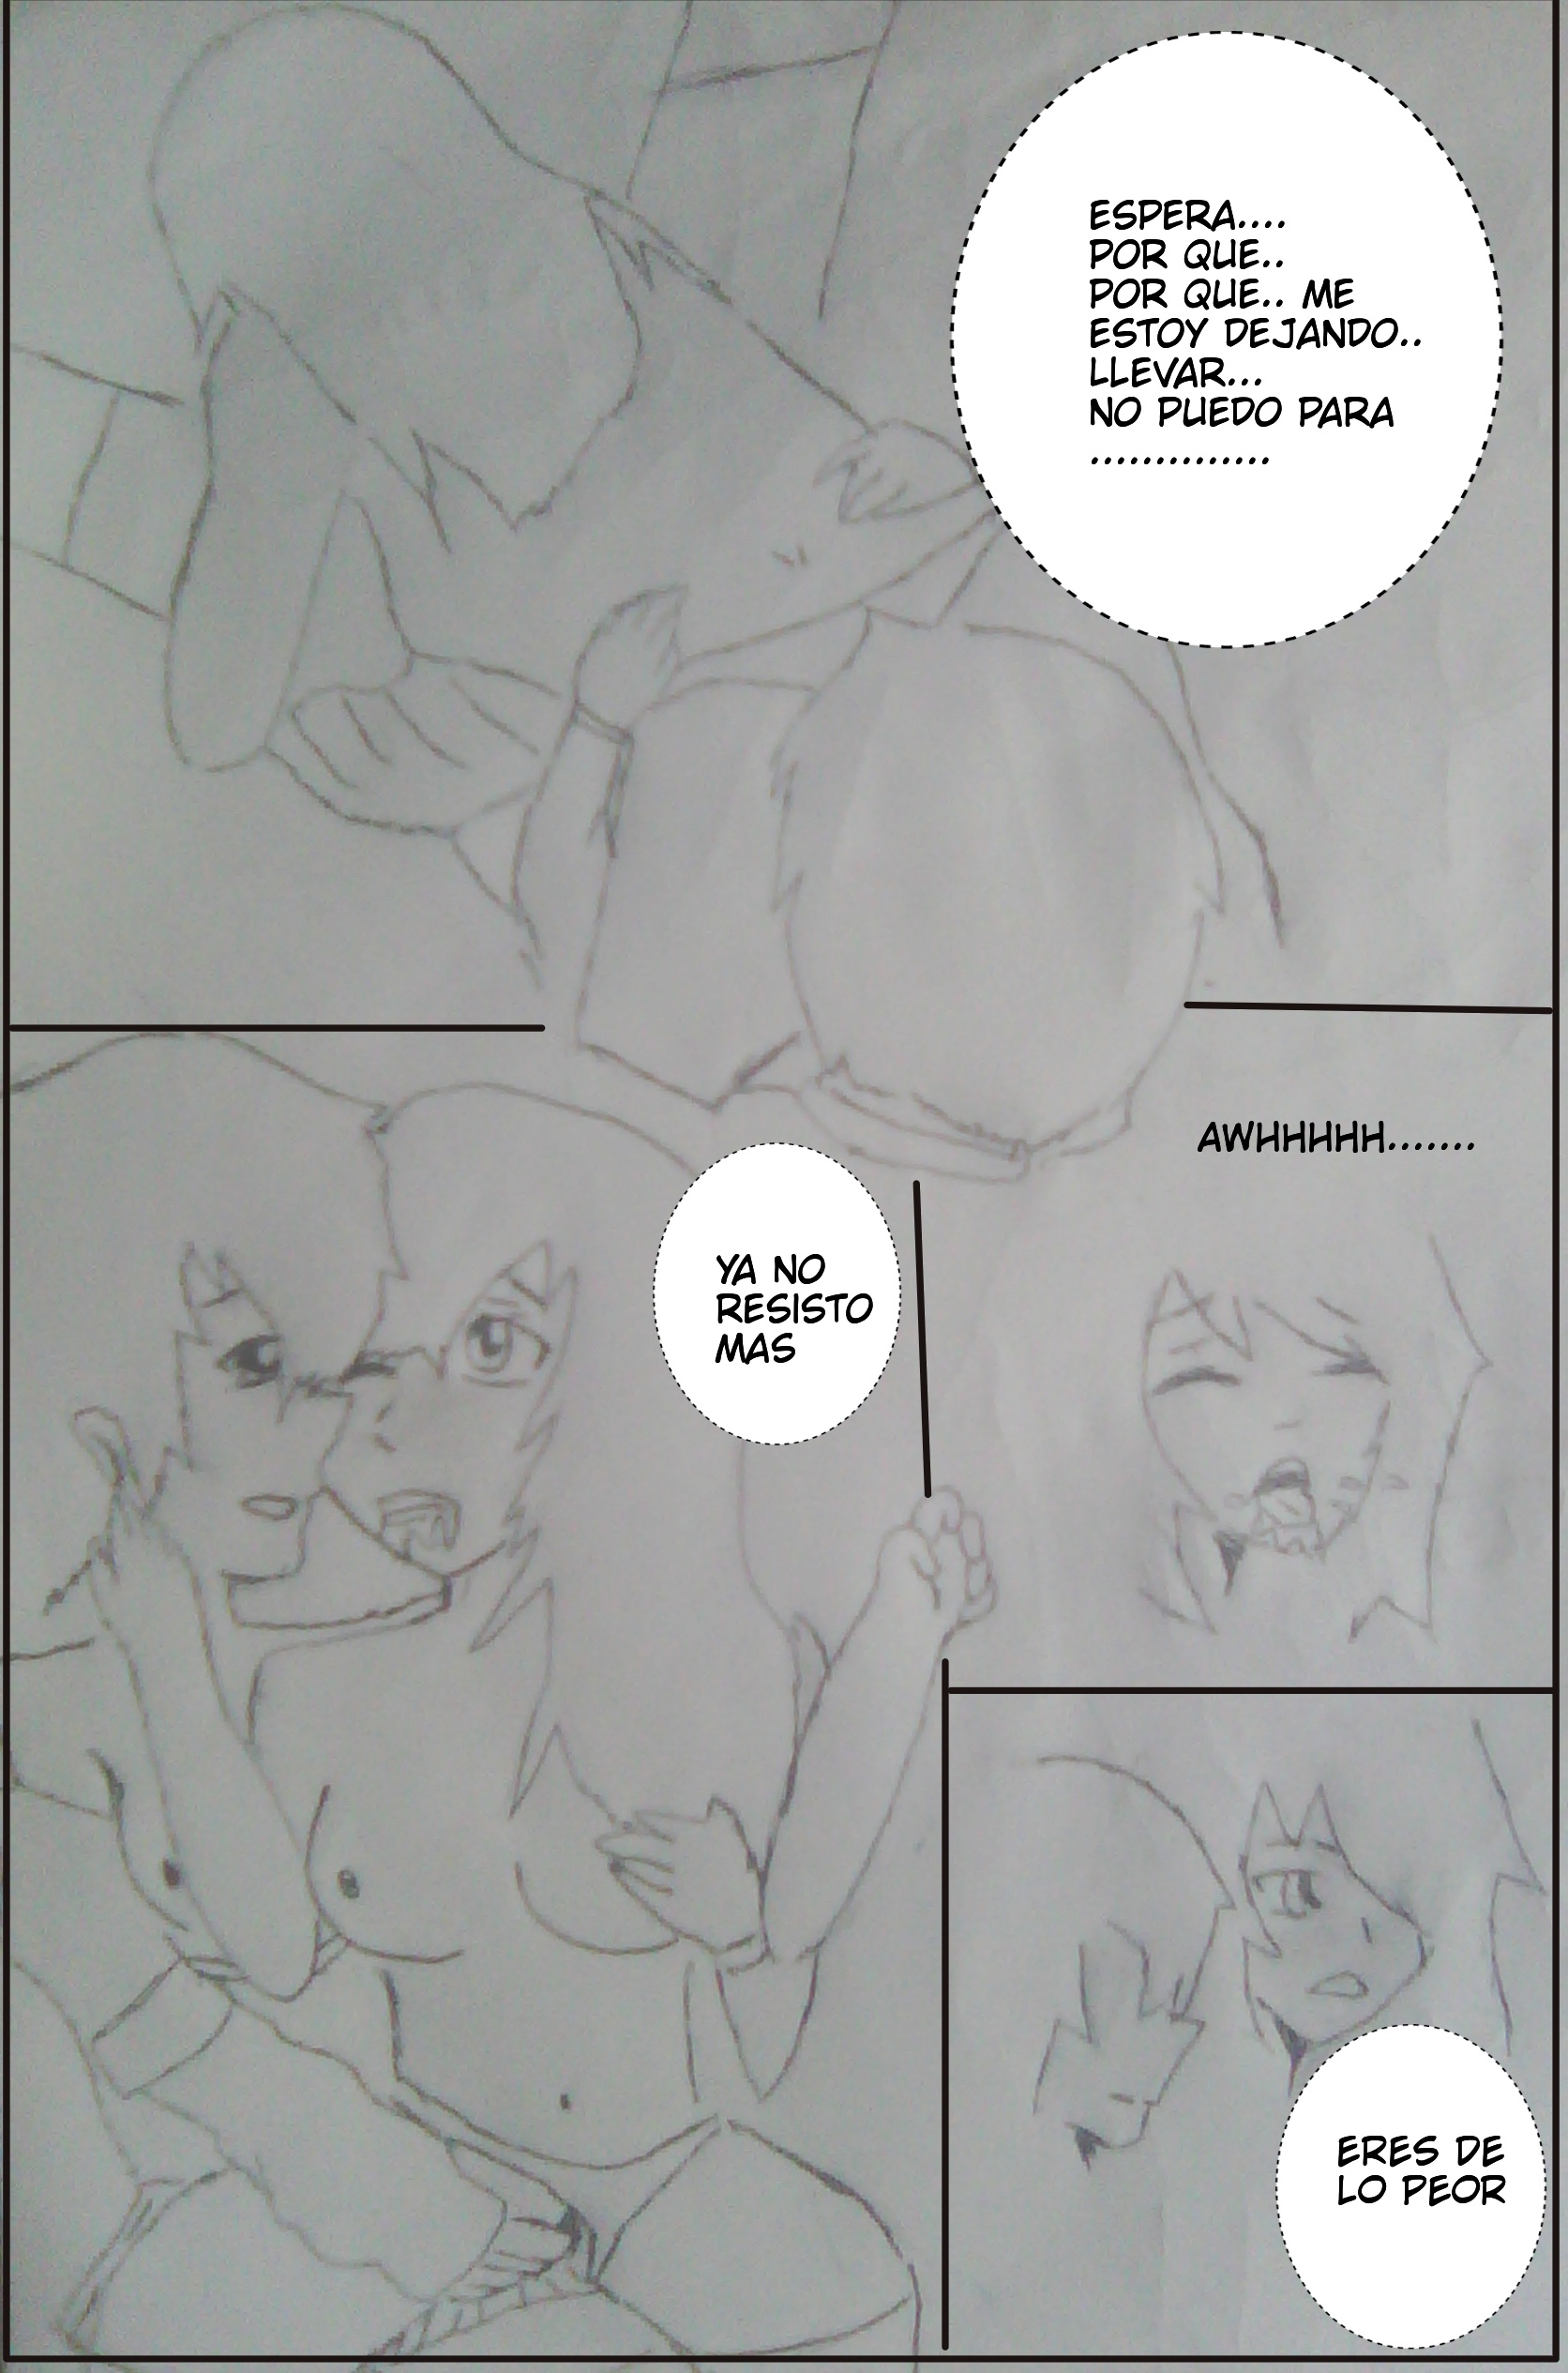 ESPERA....
POR QUE..
POR QUE.. ME
ESTOY DEJANDO..
LLEVAR...
NO PUEDO PARA
..............
AWHHHHH.......
YA NO
RESISTO
MAS
ERES DE
LO PEOR